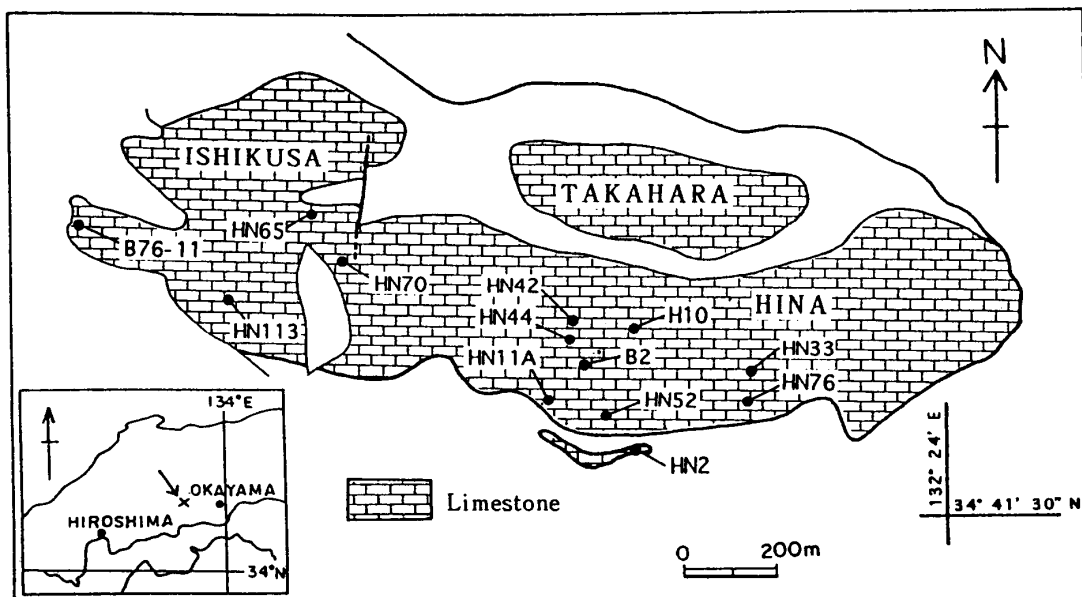 N
ISHIKUSA
TAKAHARA
HN65
B76-11
HN70
HN42
H10
HINA
HN113
HN44
HN33
HN11A
B2
HN76
HN52
HN2
134°E
OKAYAMA
HIROSHIMA
34°N
Limestone
132° 24' E
34° 41' 30" N
0 200m